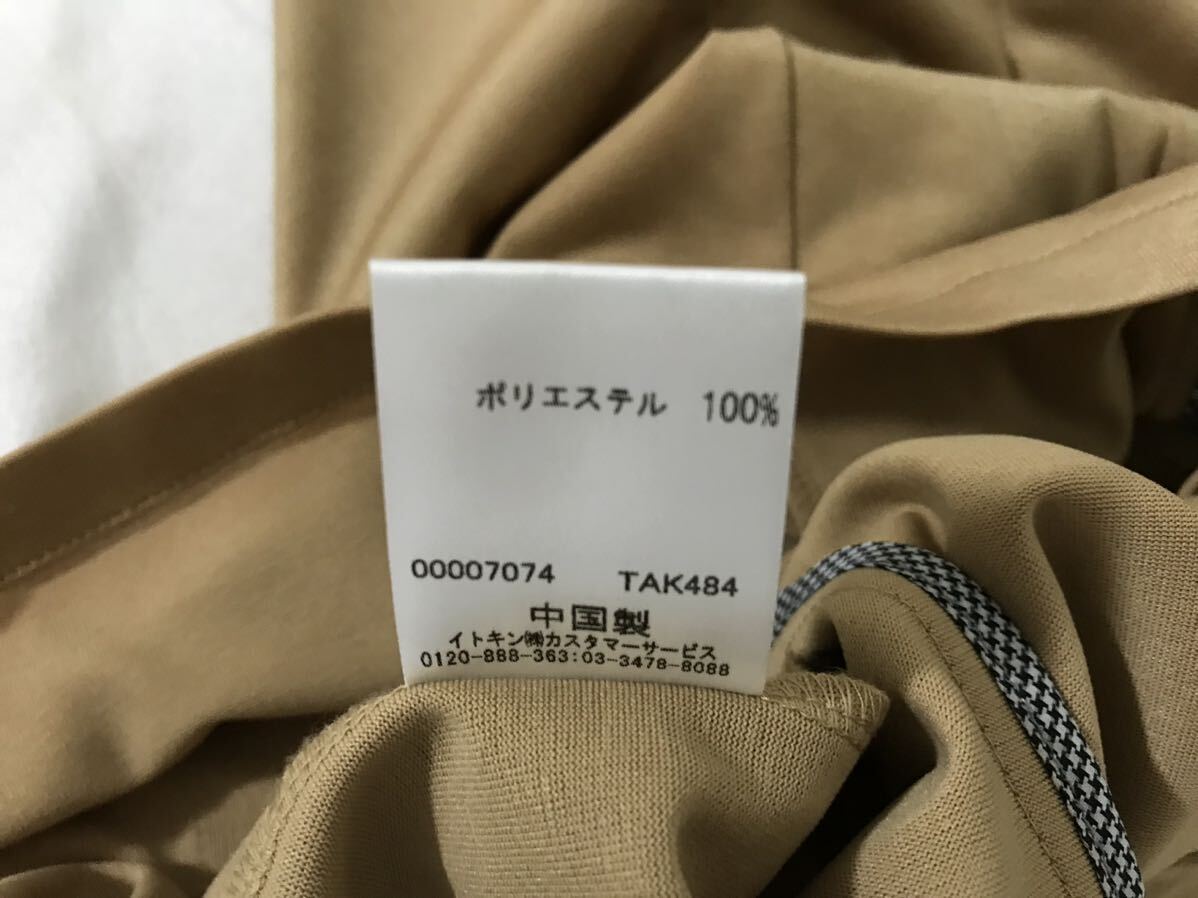 ポリエステル 100%
00007074 TAK484
中国製
イトキン㈱カスタマーサービス
0120-888-363:03-3478-8088